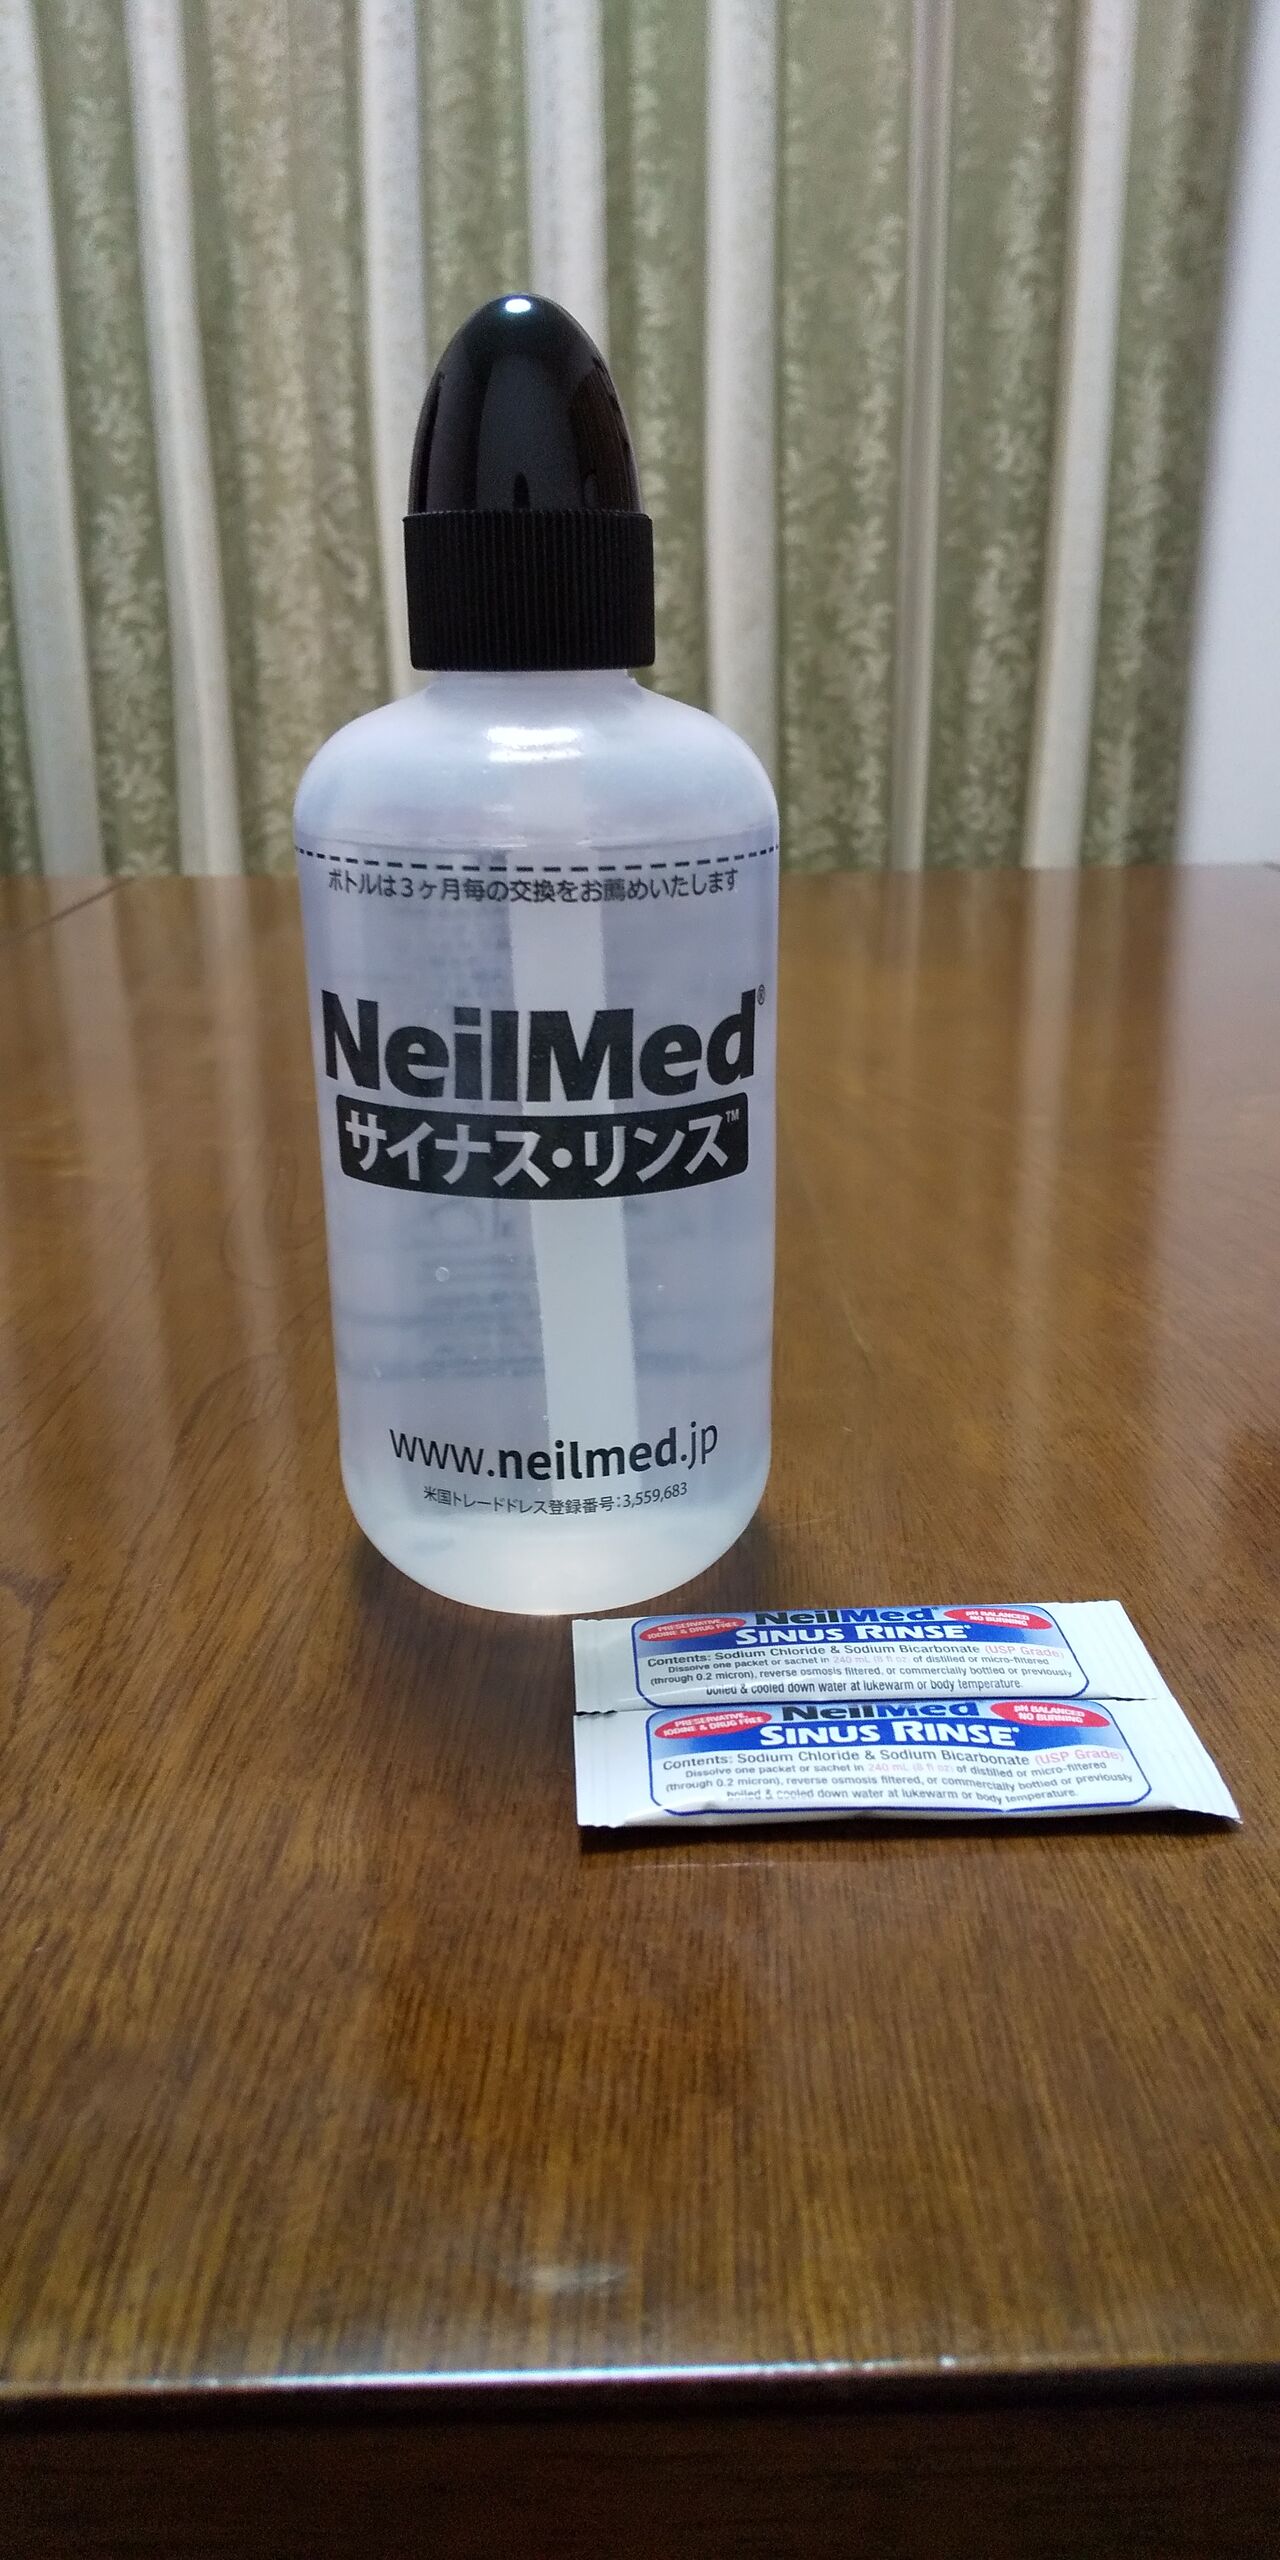 ボトルは3ヶ月毎の交換をお薦めいたします
NeilMed®
サイナス・リンス™
www.neilmed.jp
米国トレードドレス登録番号：3,559,683
PRESERVATIVE, IODINE & DRUG FREE
NeilMed®
pH BALANCED NO BURNING
SINUS RINSE®
Contents: Sodium Chloride & Sodium Bicarbonate (USP Grade)
Dissolve one packet or sachet in 240 mL (8 fl oz) of distilled or micro-filtered
(through 0.2 micron), reverse osmosis filtered, or commercially bottled or previously
boiled & cooled down water at lukewarm or body temperature.
PRESERVATIVE, IODINE & DRUG FREE
NeilMed®
pH BALANCED NO BURNING
SINUS RINSE®
Contents: Sodium Chloride & Sodium Bicarbonate (USP Grade)
Dissolve one packet or sachet in 240 mL (8 fl oz) of distilled or micro-filtered
(through 0.2 micron), reverse osmosis filtered, or commercially bottled or previously
boiled & cooled down water at lukewarm or body temperature.